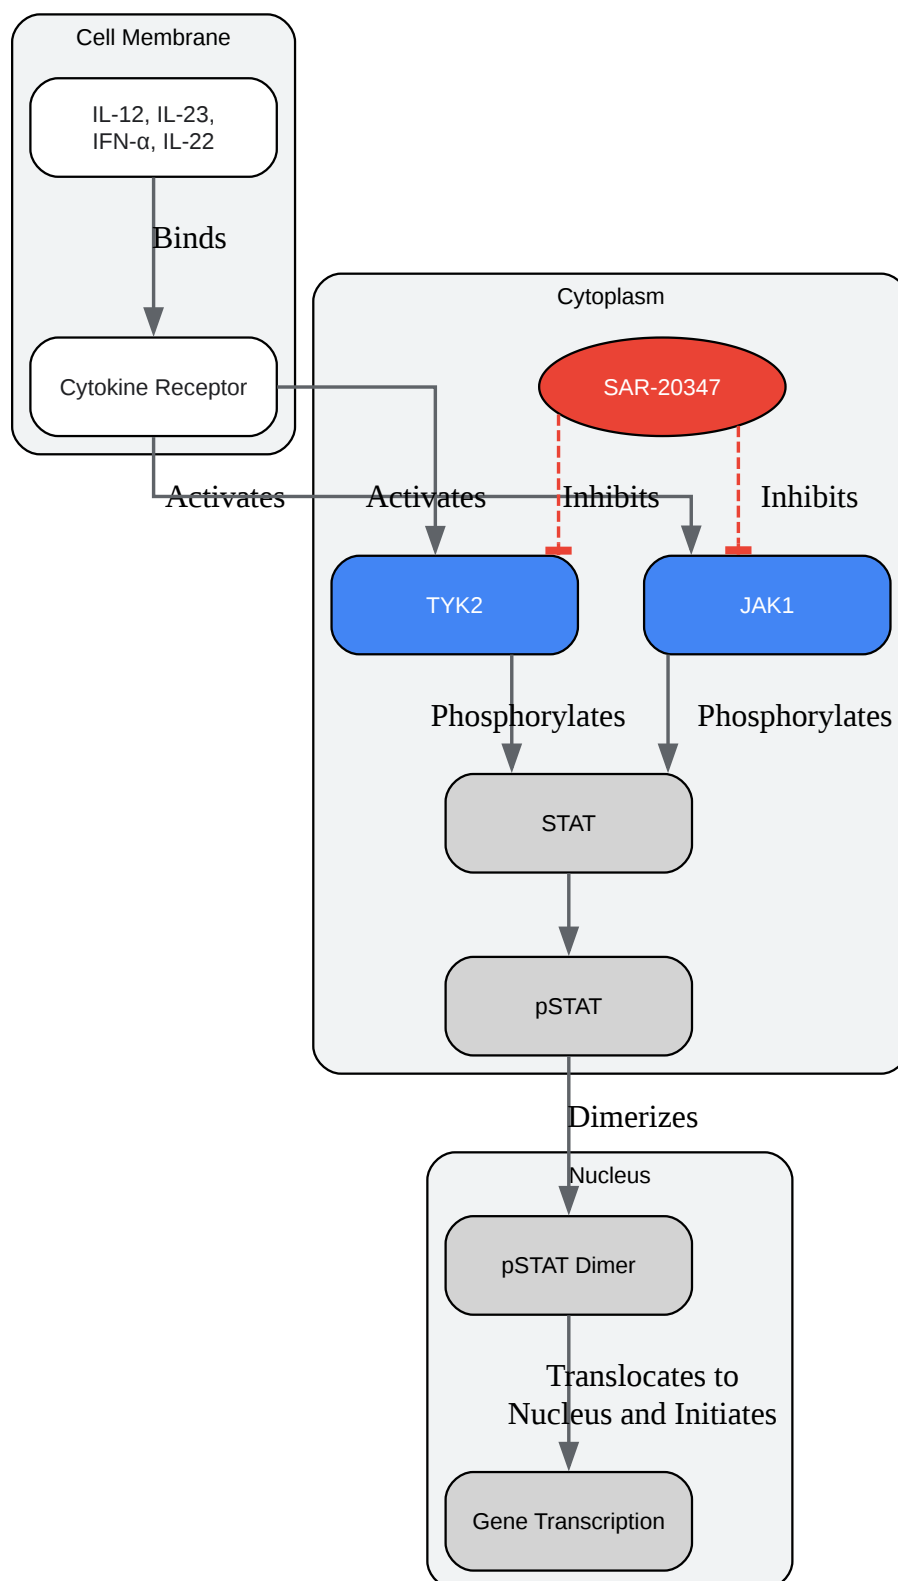 Cell Membrane
IL-12, IL-23,
IFN-α, IL-22
Binds
Cytoplasm
Cytokine Receptor
SAR-20347
Activates
Activates
Inhibits
Inhibits
TYK2
JAK1
Phosphorylates
Phosphorylates
STAT
pSTAT
Dimerizes
Nucleus
pSTAT Dimer
Translocates to
Nucleus and Initiates
Gene Transcription